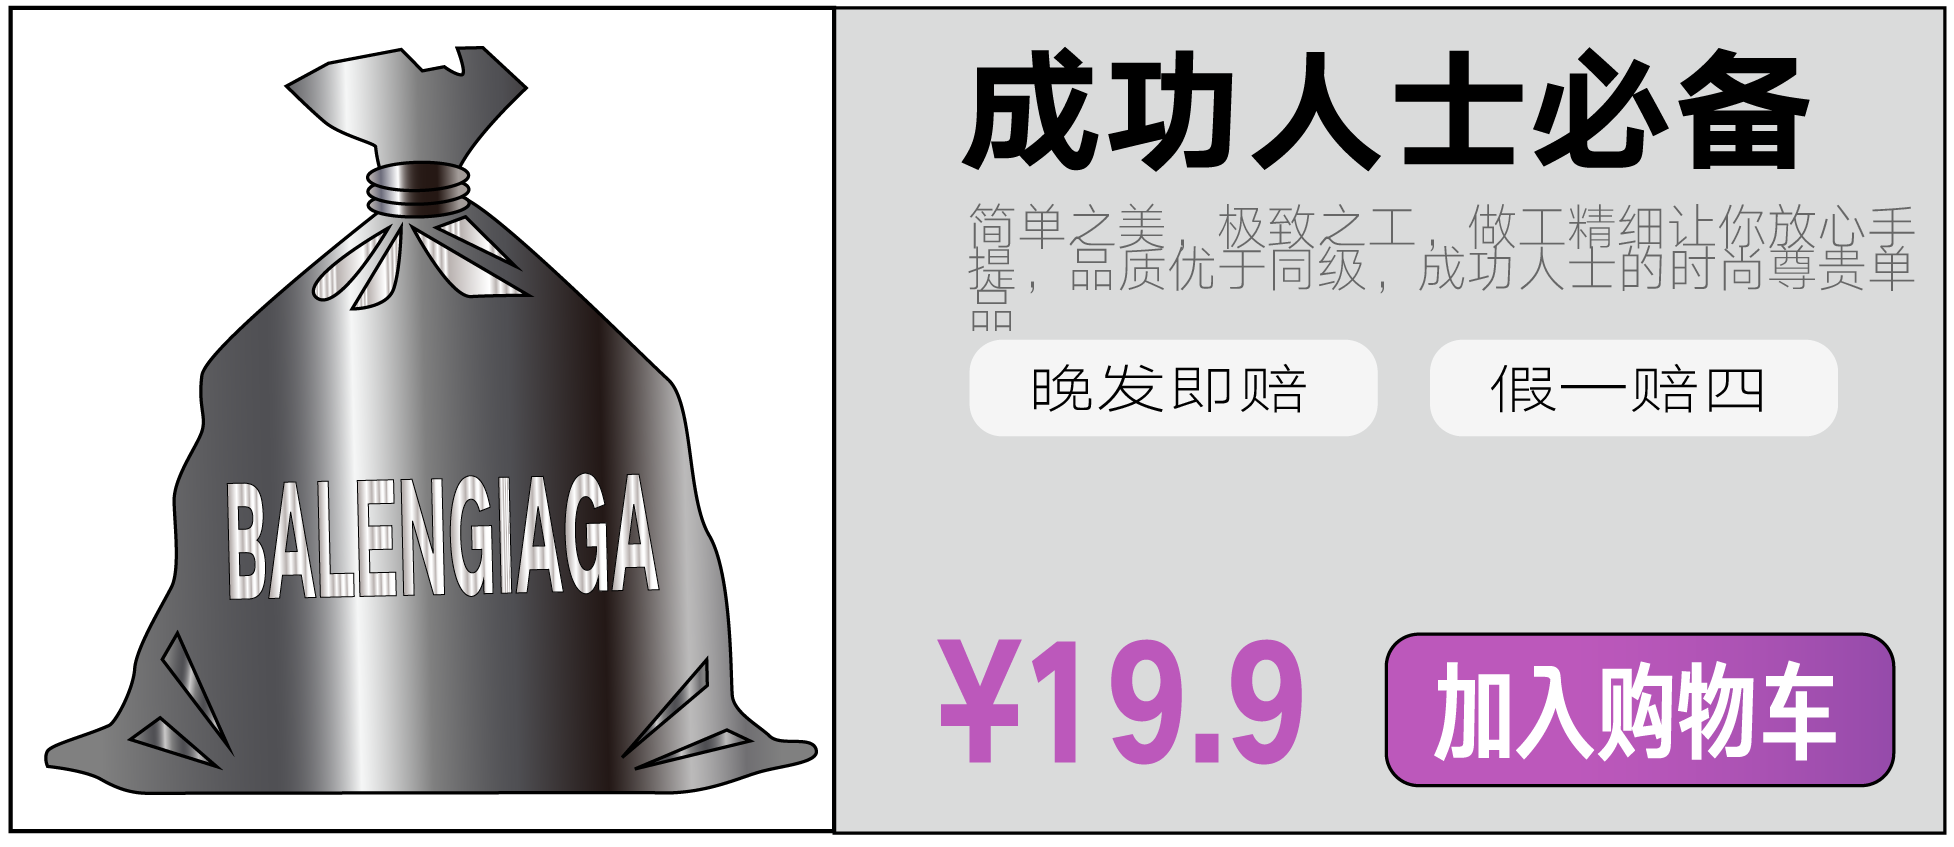 BALENGIAGA
成功人士必备
简单之美，极致之工，做工精细让你放心手
提，品质优于同级，成功人士的时尚尊贵单
品
晚发即赔
假一赔四
¥19.9
加入购物车